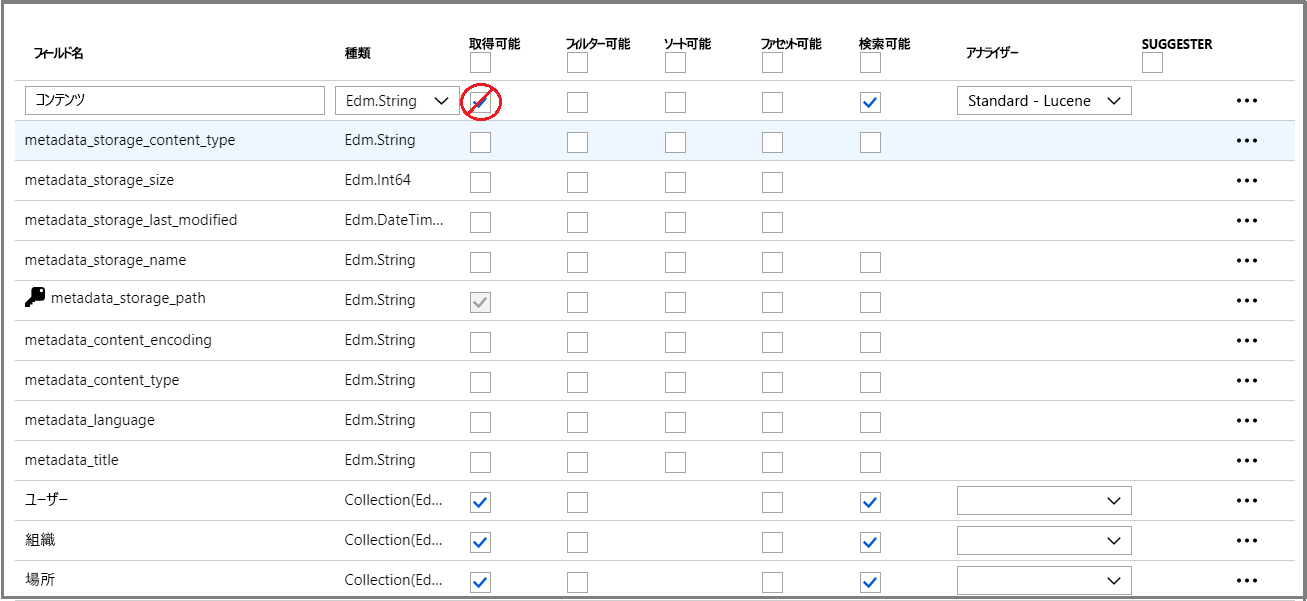 フィールド名 種類 取得可能 フィルター可能 ソート可能 ファセット可能 検索可能 アナライザー SUGGESTER
コンテンツ Edm.String Standard - Lucene
metadata_storage_content_type Edm.String
metadata_storage_size Edm.Int64
metadata_storage_last_modified Edm.DateTim...
metadata_storage_name Edm.String
metadata_storage_path Edm.String
metadata_content_encoding Edm.String
metadata_content_type Edm.String
metadata_language Edm.String
metadata_title Edm.String
ユーザー Collection(Ed...
組織 Collection(Ed...
場所 Collection(Ed...